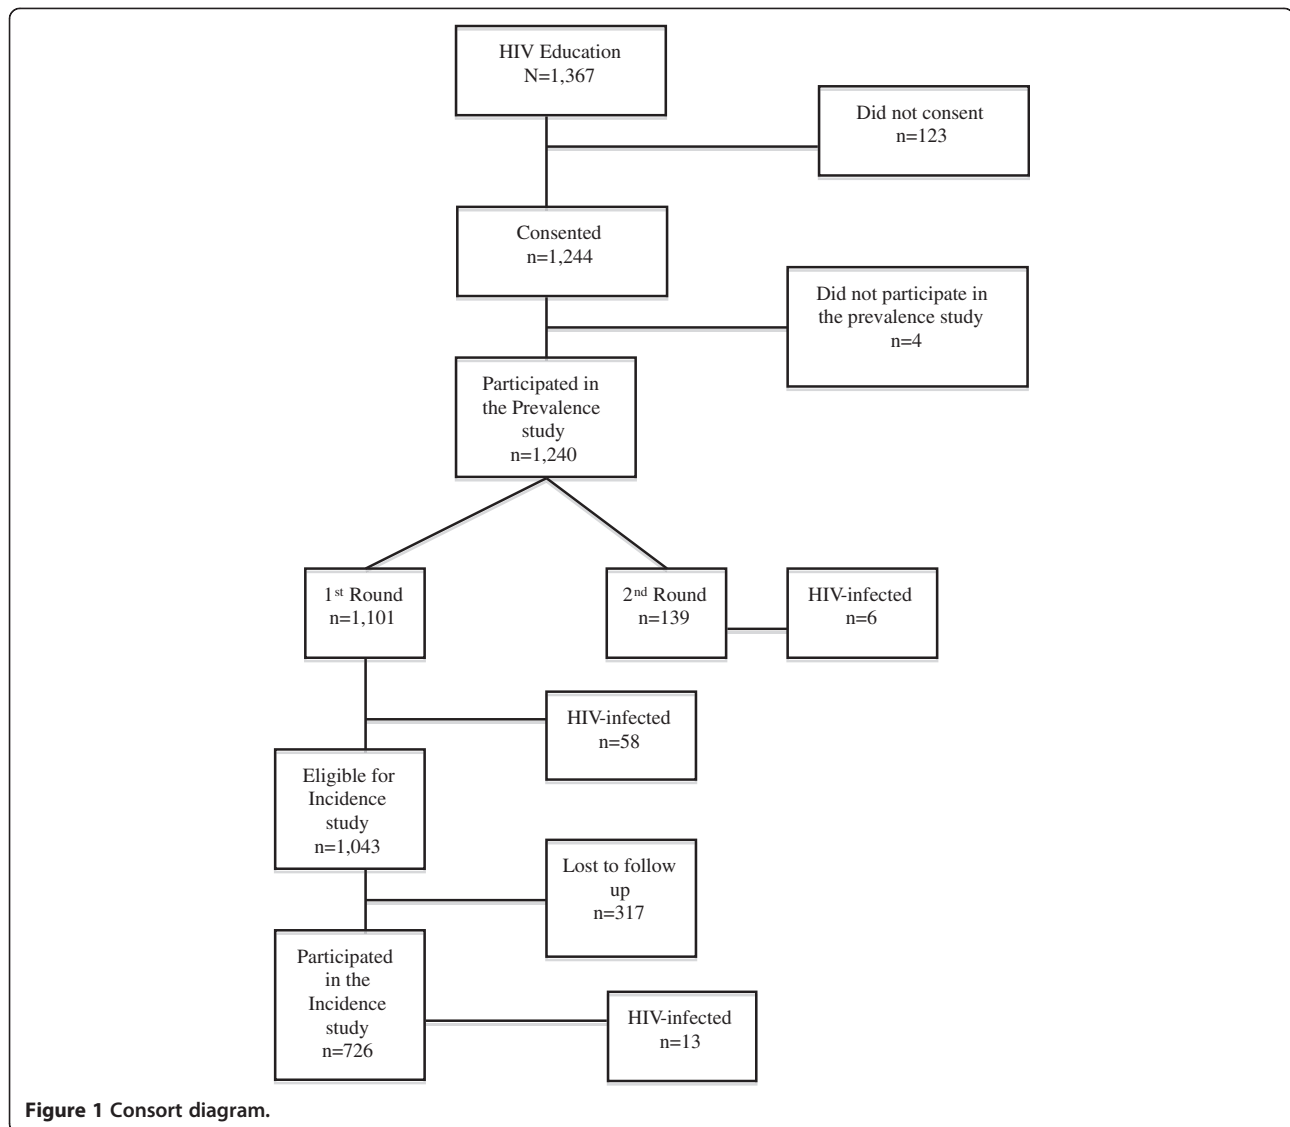 HIV Education
N=1,367
Did not consent
n=123
Consented
n=1,244
Did not participate in
the prevalence study
n=4
Participated in
the Prevalence
study
n=1,240
1st Round
n=1,101
2nd Round
n=139
HIV-infected
n=6
HIV-infected
n=58
Eligible for
Incidence
study
n=1,043
Lost to follow
up
n=317
Participated
in the
Incidence
study
n=726
HIV-infected
n=13
Figure 1 Consort diagram.